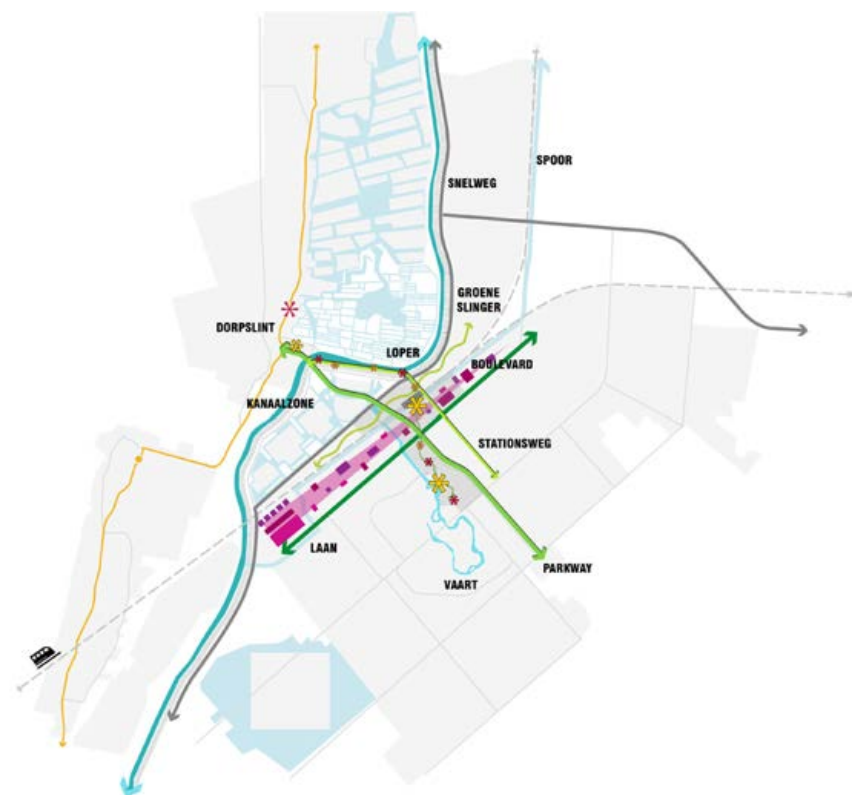 SPOOR
SNELWEG
GROENE
SLINGER
DORPSLINT
LOPER
BOULEVARD
KANAALZONE
STATIONSWEG
LAAN
PARKWAY
VAART